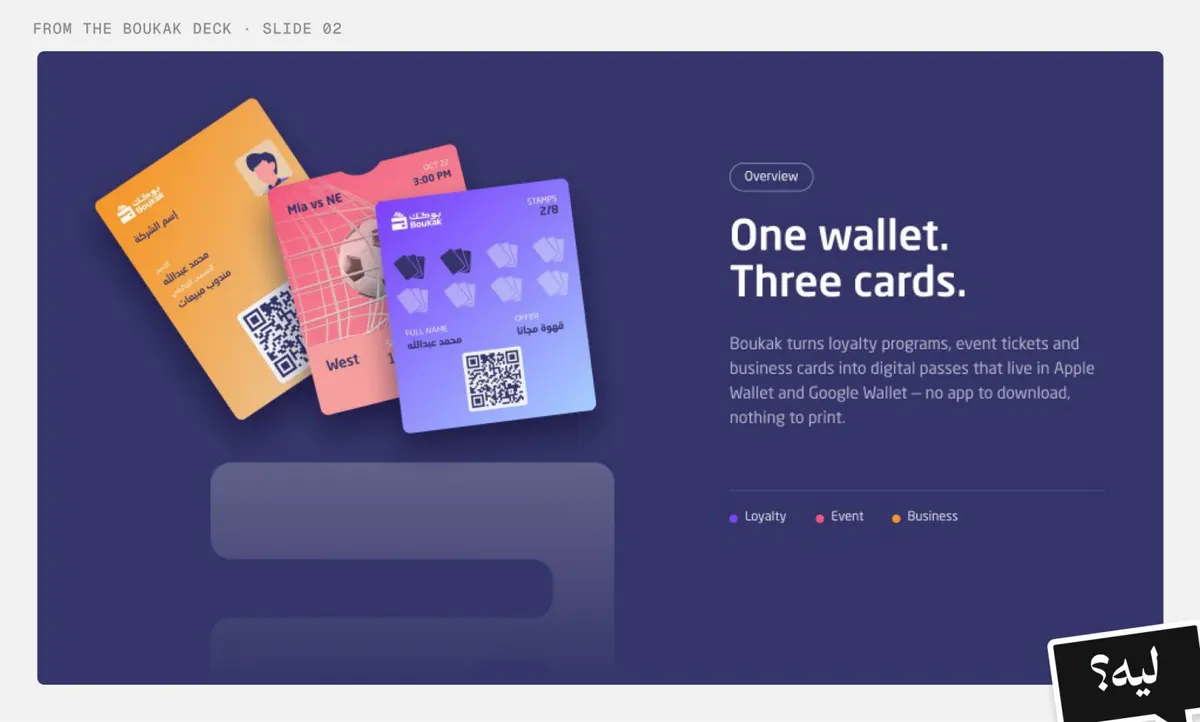 FROM THE BOUKAK DECK · SLIDE 02
بوكك
Boukak
إسم الشركة
محمد عبدالله
مندوب مبيعات
OCT 22
3:00 PM
Mia vs NE
West
بوكك
Boukak
STAMPS
2/8
FULL NAME
محمد عبدالله
OFFER
قهوة مجانا
Overview
One wallet.
Three cards.
Boukak turns loyalty programs, event tickets and
business cards into digital passes that live in Apple
Wallet and Google Wallet — no app to download,
nothing to print.
Loyalty
Event
Business
ليه؟